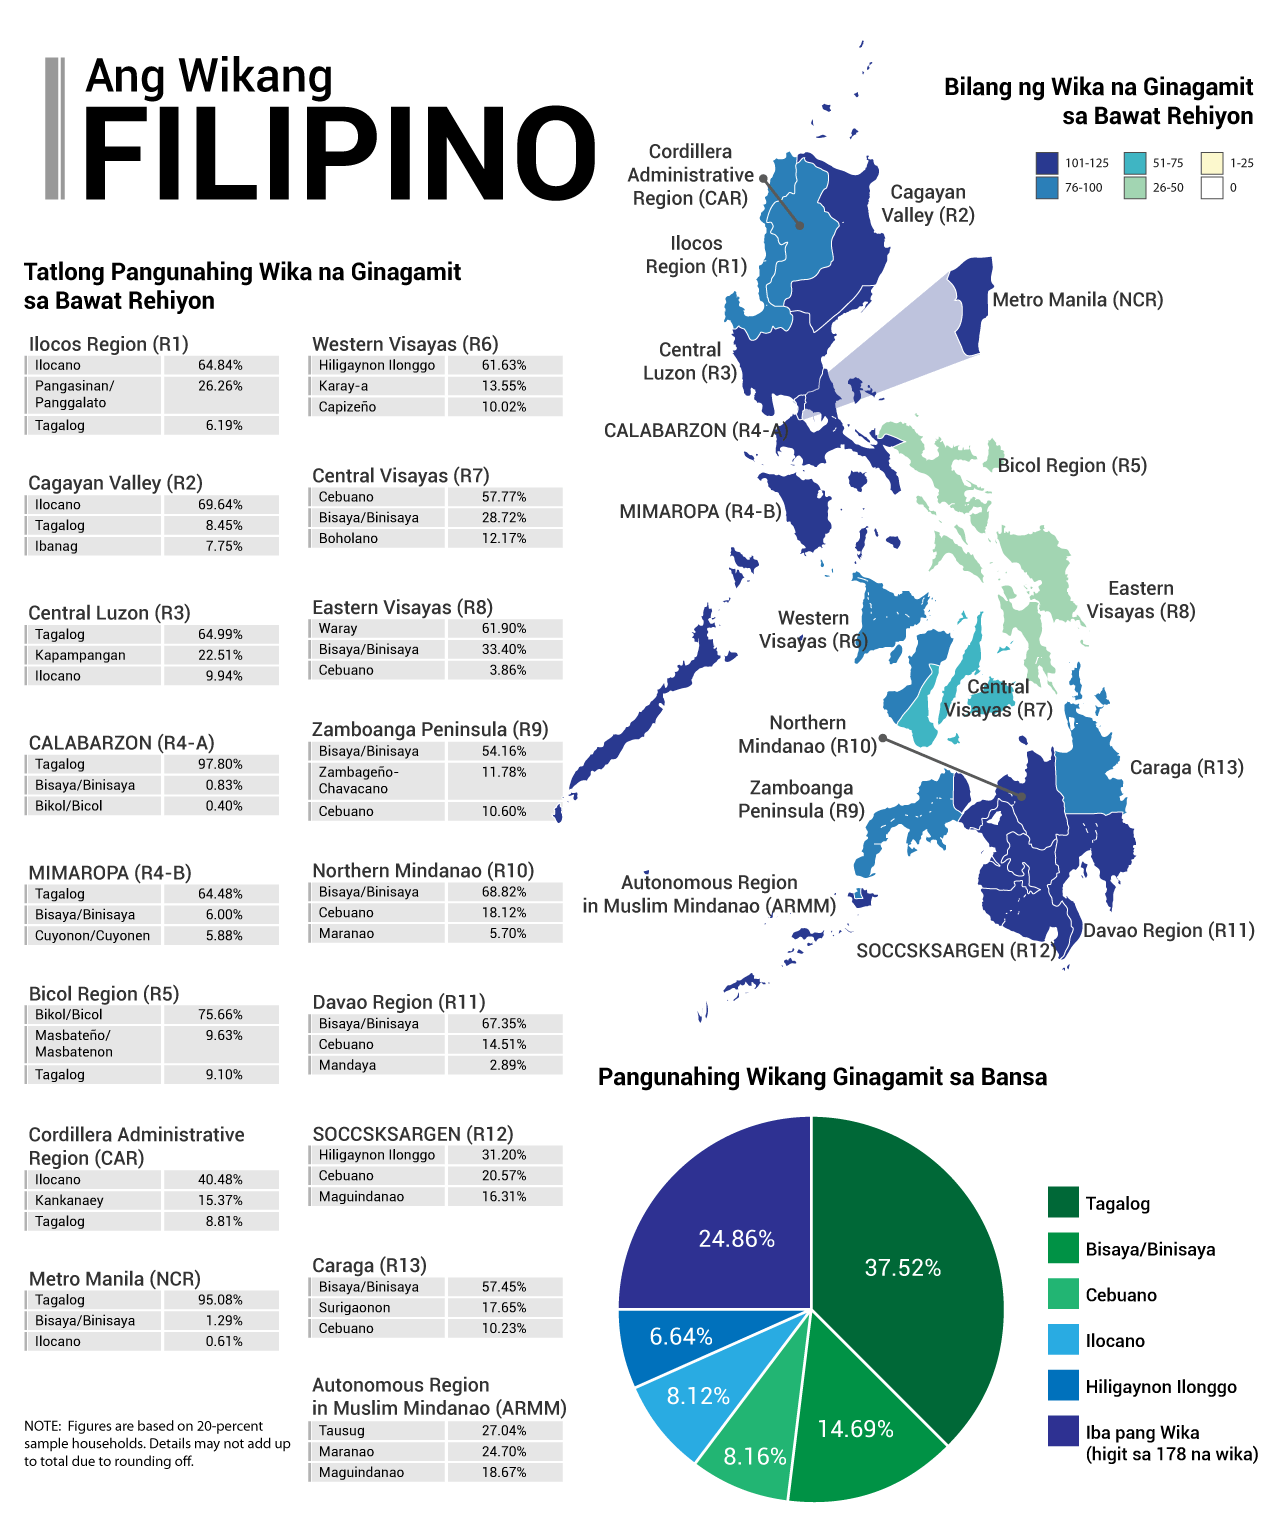 Ang Wikang
FILIPINO
Tatlong Pangunahing Wika na Ginagamit
sa Bawat Rehiyon
Ilocos Region (R1)
Ilocano 64.84%
Pangasinan/ 26.26%
Panggalato
Tagalog 6.19%
Cagayan Valley (R2)
Ilocano 69.64%
Tagalog 8.45%
Ibanag 7.75%
Central Luzon (R3)
Tagalog 64.99%
Kapampangan 22.51%
Ilocano 9.94%
CALABARZON (R4-A)
Tagalog 97.80%
Bisaya/Binisaya 0.83%
Bikol/Bicol 0.40%
MIMAROPA (R4-B)
Tagalog 64.48%
Bisaya/Binisaya 6.00%
Cuyonon/Cuyonen 5.88%
Bicol Region (R5)
Bikol/Bicol 75.66%
Masbateño/ 9.63%
Masbatenon
Tagalog 9.10%
Cordillera Administrative
Region (CAR)
Ilocano 40.48%
Kankanaey 15.37%
Tagalog 8.81%
Metro Manila (NCR)
Tagalog 95.08%
Bisaya/Binisaya 1.29%
Ilocano 0.61%
NOTE: Figures are based on 20-percent
sample households. Details may not add up
to total due to rounding off.
Western Visayas (R6)
Hiligaynon Ilonggo 61.63%
Karay-a 13.55%
Capizeño 10.02%
Central Visayas (R7)
Cebuano 57.77%
Bisaya/Binisaya 28.72%
Boholano 12.17%
Eastern Visayas (R8)
Waray 61.90%
Bisaya/Binisaya 33.40%
Cebuano 3.86%
Zamboanga Peninsula (R9)
Bisaya/Binisaya 54.16%
Zambageño- 11.78%
Chavacano
Cebuano 10.60%
Northern Mindanao (R10)
Bisaya/Binisaya 68.82%
Cebuano 18.12%
Maranao 5.70%
Davao Region (R11)
Bisaya/Binisaya 67.35%
Cebuano 14.51%
Mandaya 2.89%
SOCCSKSARGEN (R12)
Hiligaynon Ilonggo 31.20%
Cebuano 20.57%
Maguindanao 16.31%
Caraga (R13)
Bisaya/Binisaya 57.45%
Surigaonon 17.65%
Cebuano 10.23%
Autonomous Region
in Muslim Mindanao (ARMM)
Tausug 27.04%
Maranao 24.70%
Maguindanao 18.67%
Bilang ng Wika na Ginagamit
sa Bawat Rehiyon
101-125 51-75 1-25
76-100 26-50 0
Cordillera
Administrative
Region (CAR)
Cagayan
Valley (R2)
Ilocos
Region (R1)
Metro Manila (NCR)
Central
Luzon (R3)
CALABARZON (R4-A)
Bicol Region (R5)
MIMAROPA (R4-B)
Eastern
Visayas (R8)
Western
Visayas (R6)
Central
Visayas (R7)
Northern
Mindanao (R10)
Caraga (R13)
Zamboanga
Peninsula (R9)
Autonomous Region
in Muslim Mindanao (ARMM)
Davao Region (R11)
SOCCSKSARGEN (R12)
Pangunahing Wikang Ginagamit sa Bansa
24.86%
37.52%
6.64%
8.12%
8.16%
14.69%
Tagalog
Bisaya/Binisaya
Cebuano
Ilocano
Hiligaynon Ilonggo
Iba pang Wika
(higit sa 178 na wika)